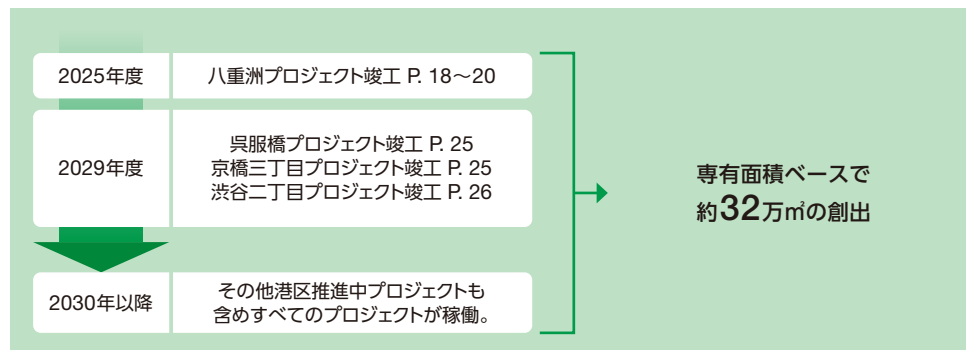 2025年度
八重洲プロジェクト竣工 P. 18～20
2029年度
呉服橋プロジェクト竣工 P. 25
京橋三丁目プロジェクト竣工 P. 25
渋谷二丁目プロジェクト竣工 P. 26
2030年以降
その他港区推進中プロジェクトも
含めすべてのプロジェクトが稼働。
専有面積ベースで
約32万㎡の創出